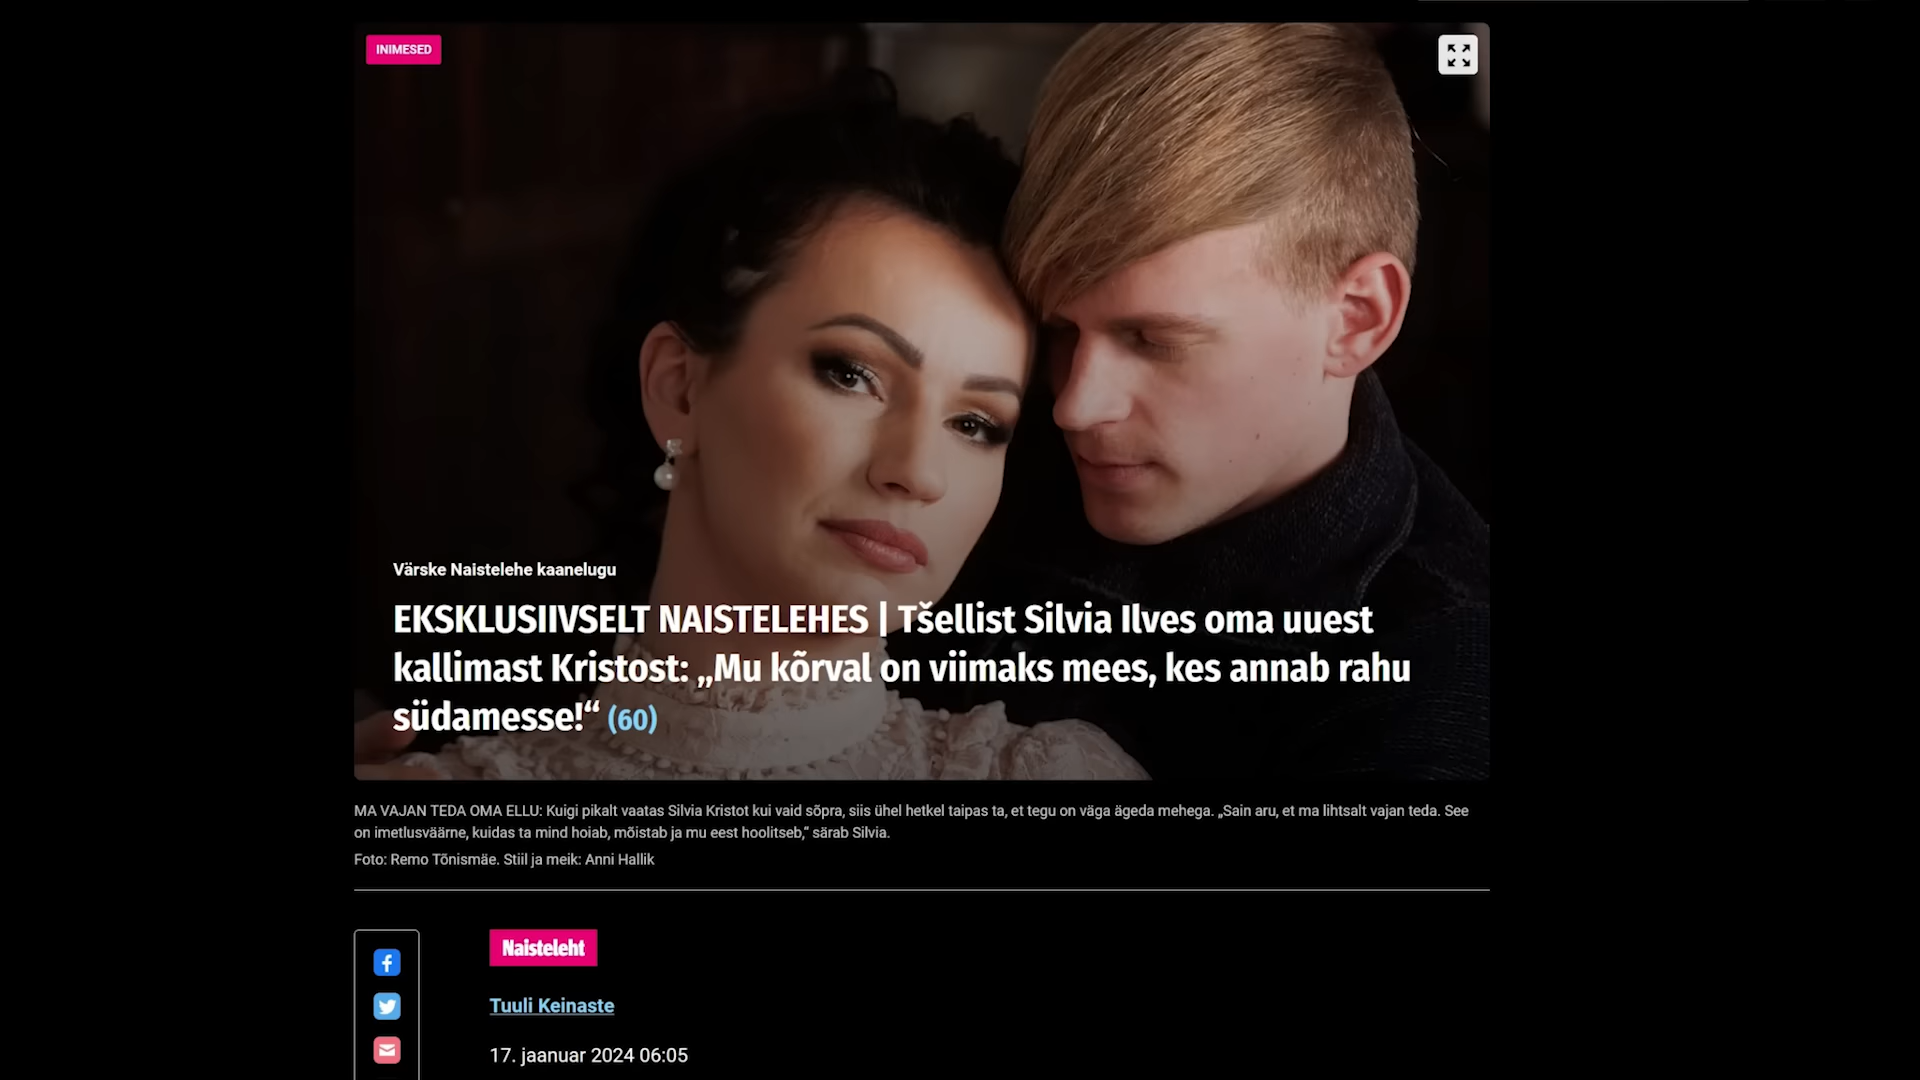 INIMESED
Värske Naistelehe kaanelugu
EKSKLUSIIVSELT NAISTELEHES | Tšellist Silvia Ilves oma uuest
kallimast Kristost: „Mu kõrval on viimaks mees, kes annab rahu
südamesse!“ (60)
MA VAJAN TEDA OMA ELLU: Kuigi pikalt vaatas Silvia Kristot kui vaid sõpra, siis ühel hetkel taipas ta, et tegu on väga ägeda mehega. „Sain aru, et ma lihtsalt vajan teda. See
on imetlusväärne, kuidas ta mind hoiab, mõistab ja mu eest hoolitseb,“ särab Silvia.
Foto: Remo Tõnismäe. Stiil ja meik: Anni Hallik
Naisteleht
Tuuli Keinaste
17. jaanuar 2024 06:05